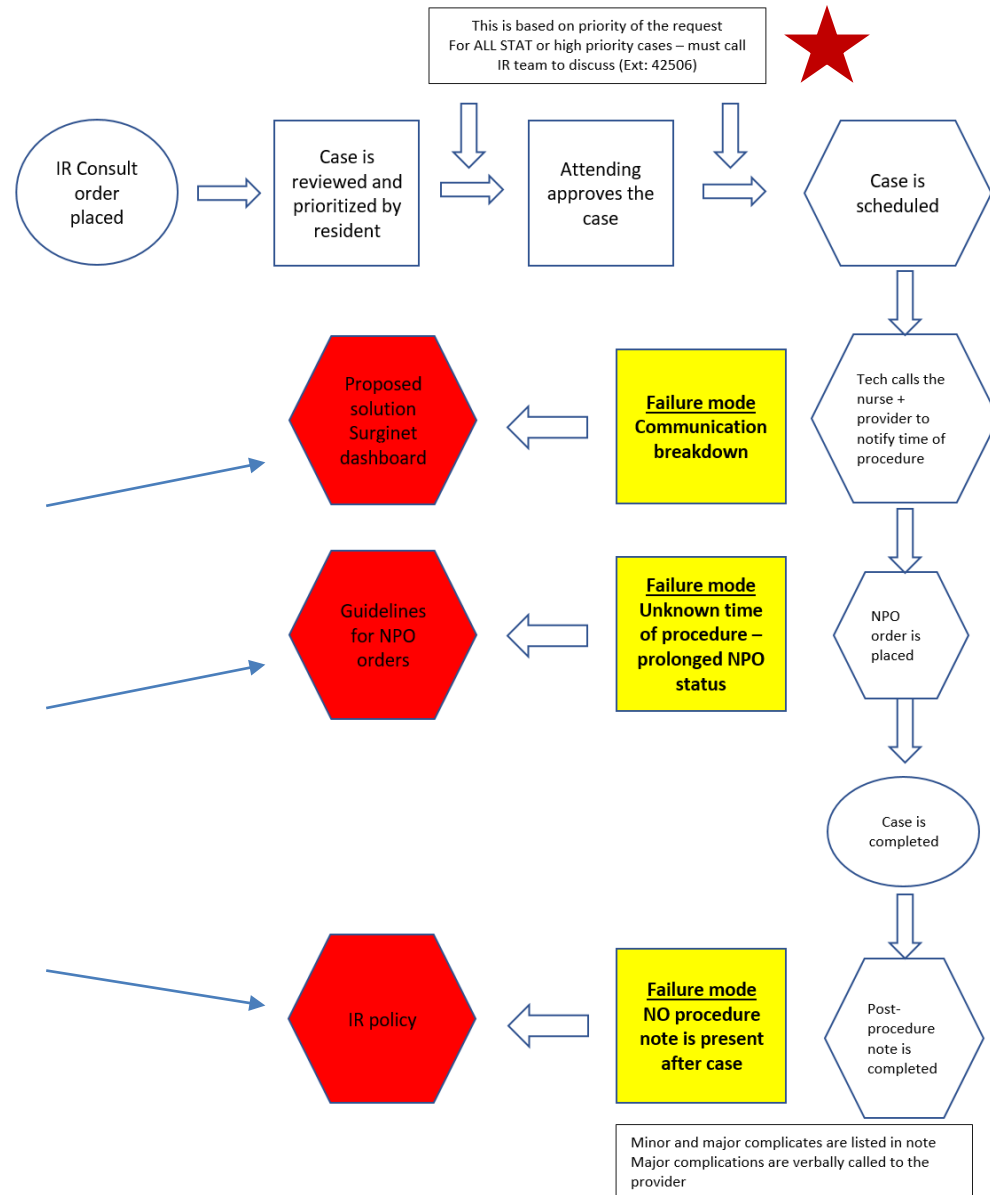 This is based on priority of the request
For ALL STAT or high priority cases – must call
IR team to discuss (Ext: 42506)
IR Consult
order
placed
Case is
reviewed and
prioritized by
resident
Attending
approves the
case
Case is
scheduled
Proposed
solution
Surginet
dashboard
Failure mode
Communication
breakdown
Tech calls the
nurse +
provider to
notify time of
procedure
Guidelines
for NPO
orders
Failure mode
Unknown time
of procedure –
prolonged NPO
status
NPO
order is
placed
Case is
completed
IR policy
Failure mode
NO procedure
note is present
after case
Post-
procedure
note is
completed
Minor and major complicates are listed in note
Major complications are verbally called to the
provider